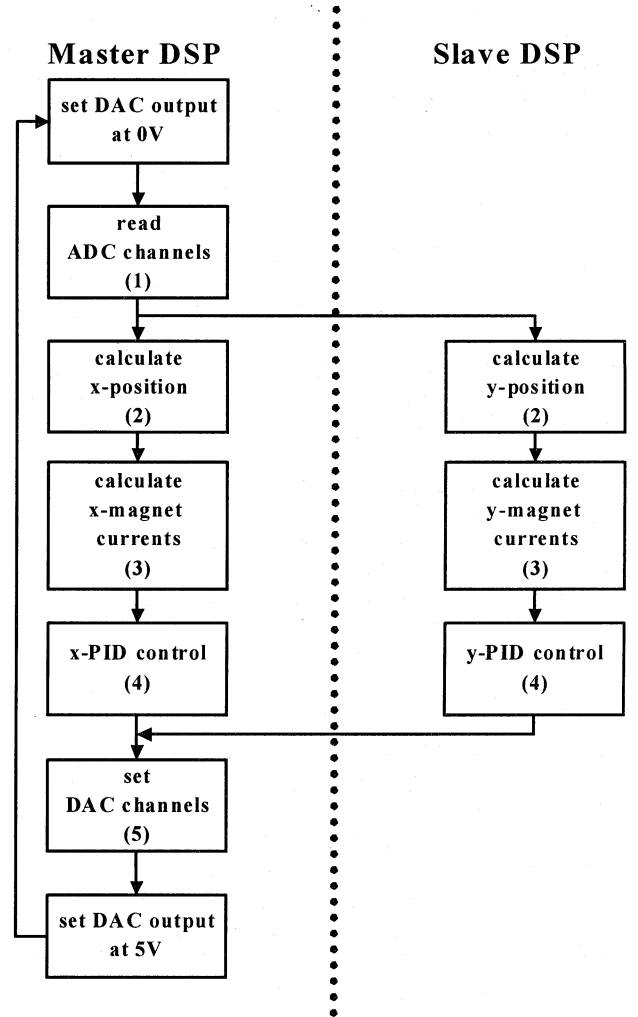 Master DSP
Slave DSP
set DAC output
at 0V
read
ADC channels
(1)
calculate
x-position
(2)
calculate
y-position
(2)
calculate
x-magnet
currents
(3)
calculate
y-magnet
currents
(3)
x-PID control
(4)
y-PID control
(4)
set
DAC channels
(5)
set DAC output
at 5V